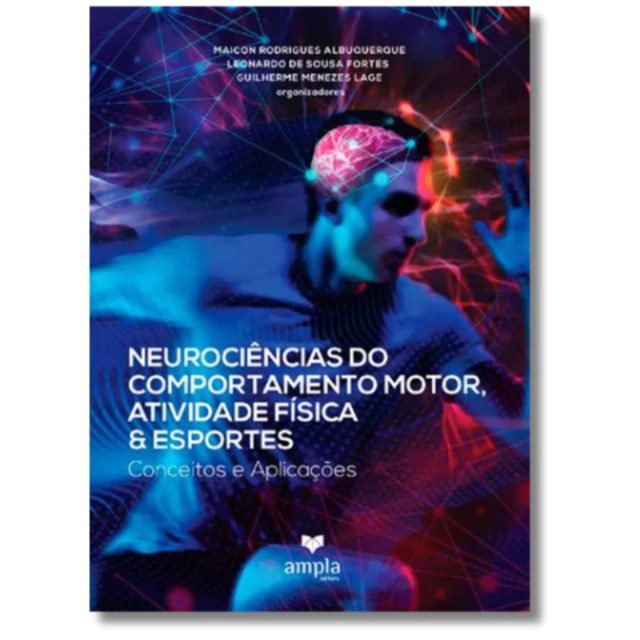 MAICON RODRIGUES ALBUQUERQUE
LEONARDO DE SOUSA FORTES
GUILHERME MENEZES LAGE
organizadores
NEUROCIÊNCIAS DO
COMPORTAMENTO MOTOR,
ATIVIDADE FÍSICA
& ESPORTES
Conceitos e Aplicações
ampla
editora